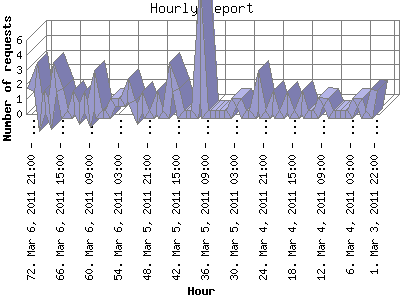 Hourly Report
Number of requests
6
5
4
3
2
1
0
72. Mar 6, 2011 21:00 - ...
66. Mar 6, 2011 15:00 - ...
60. Mar 6, 2011 09:00 - ...
54. Mar 6, 2011 03:00 - ...
48. Mar 5, 2011 21:00 - ...
42. Mar 5, 2011 15:00 - ...
36. Mar 5, 2011 09:00 - ...
30. Mar 5, 2011 03:00 - ...
24. Mar 4, 2011 21:00 - ...
18. Mar 4, 2011 15:00 - ...
12. Mar 4, 2011 09:00 - ...
6. Mar 4, 2011 04:00 - ...
1. Mar 3, 2011 22:00 - ...
Hour